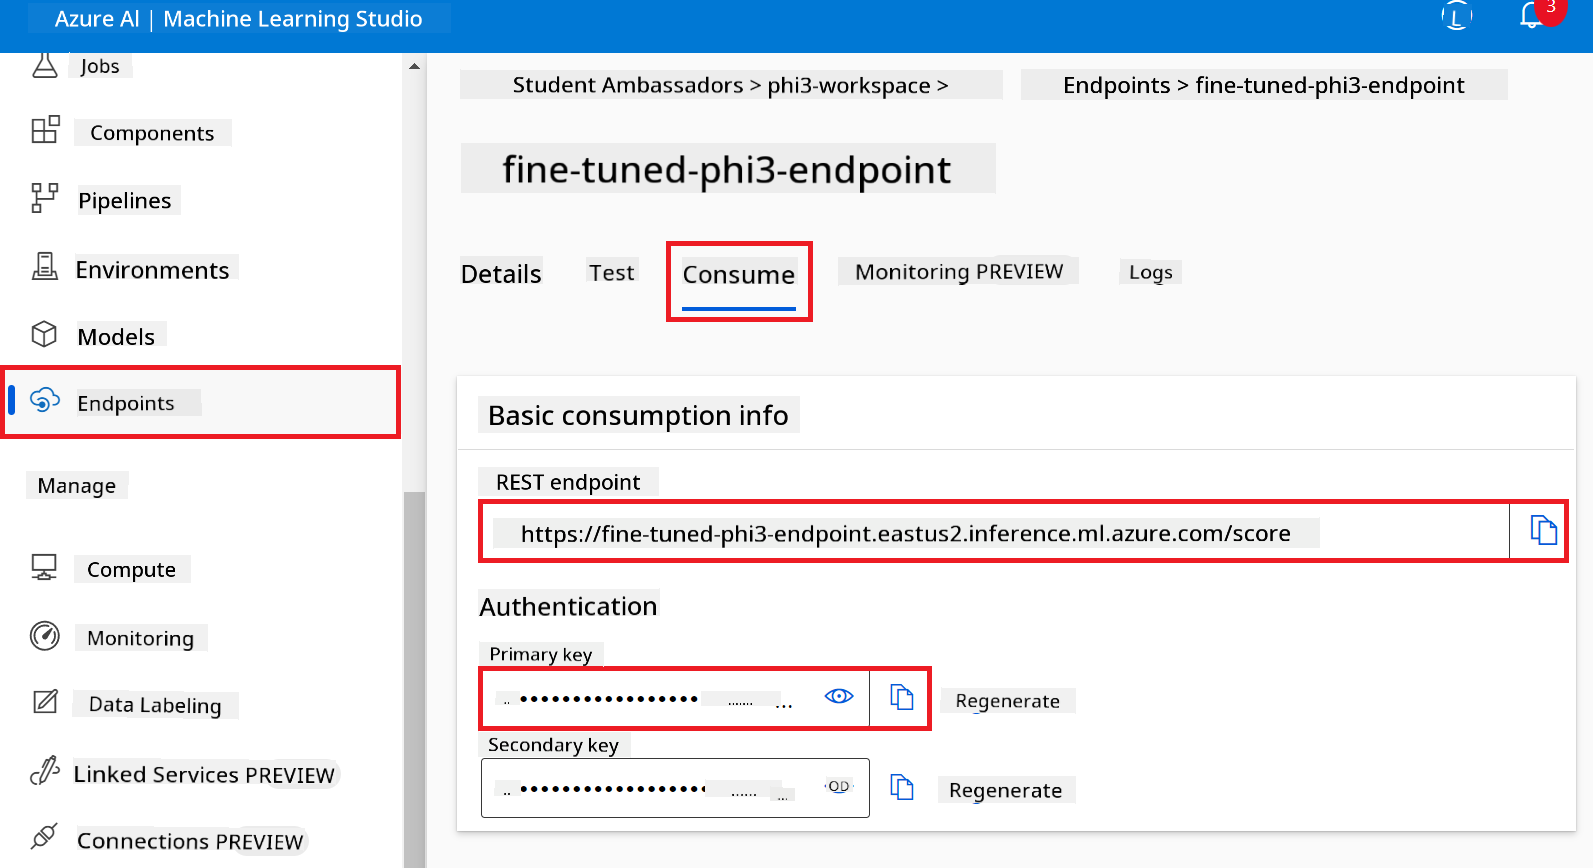 Azure AI | Machine Learning Studio
L
3
Jobs
Components
Pipelines
Environments
Models
Endpoints
Manage
Compute
Monitoring
Data Labeling
Linked Services PREVIEW
Connections PREVIEW
Student Ambassadors > phi3-workspace > Endpoints > fine-tuned-phi3-endpoint
fine-tuned-phi3-endpoint
Details Test Consume Monitoring PREVIEW Logs
Basic consumption info
REST endpoint
https://fine-tuned-phi3-endpoint.eastus2.inference.ml.azure.com/score
Authentication
Primary key
Regenerate
Secondary key
OD
Regenerate